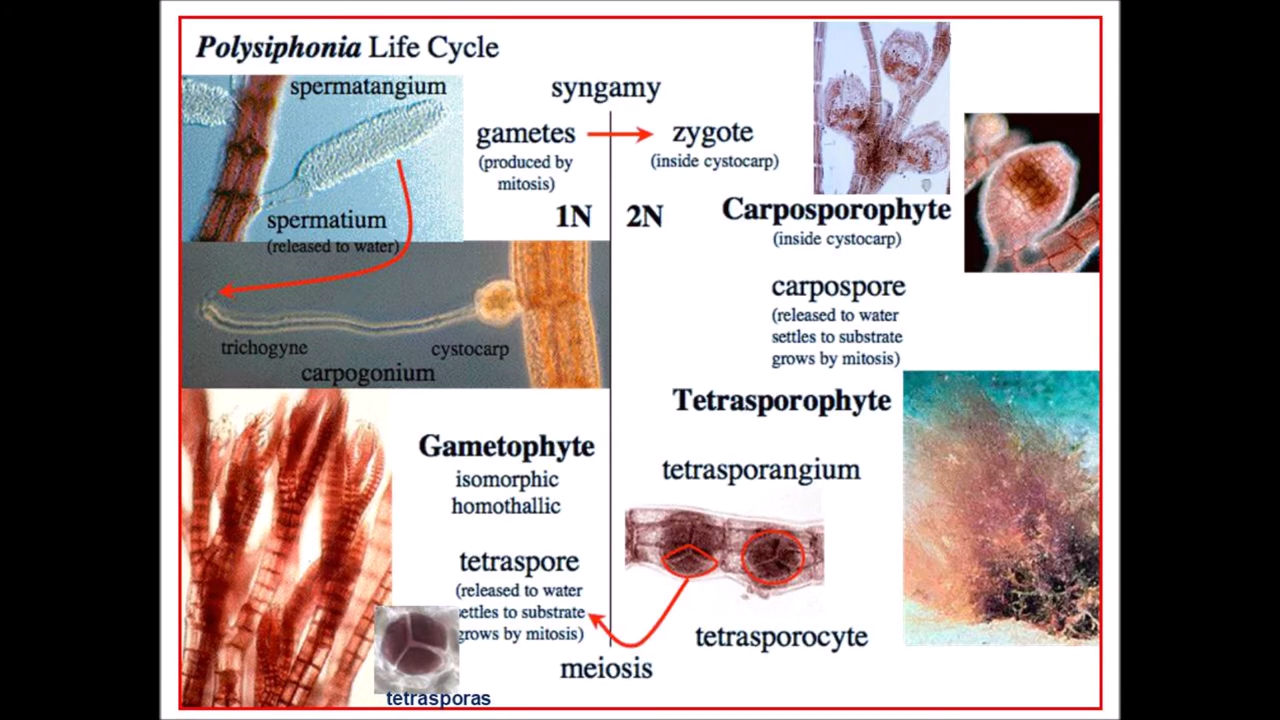 Polysiphonia Life Cycle
spermatangium
spermatium
(released to water)
trichogyne
cystocarp
carpogonium
syngamy
gametes
(produced by
mitosis)
zygote
(inside cystocarp)
1N
2N
Carposporophyte
(inside cystocarp)
carpospore
(released to water
settles to substrate
grows by mitosis)
Tetrasporophyte
tetrasporangium
tetrasporocyte
Gametophyte
isomorphic
homothallic
tetraspore
(released to water
settles to substrate
grows by mitosis)
meiosis
tetrasporas